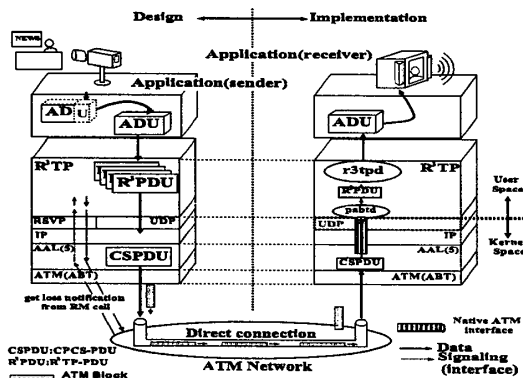 Design
Implementation
NEWS
Application(sender)
Application(receiver)
ADU
ADU
ADU
R³TP
R³PDU
RSVP
UDP
IP
AAL(5)
CSPDU
ATM(ABT)
R³TP
r3tpd
R³PDU
pabtd
UDP
IP
AAL(5)
CSPDU
ATM(ABT)
User
Space
Kernel
Space
get loss notification
from RM cell
Direct connection
ATM Network
Native ATM
interface
Data
Signaling
(interface)
CSPDU:CPCS-PDU
R³PDU:R³TP-PDU
ATM Block